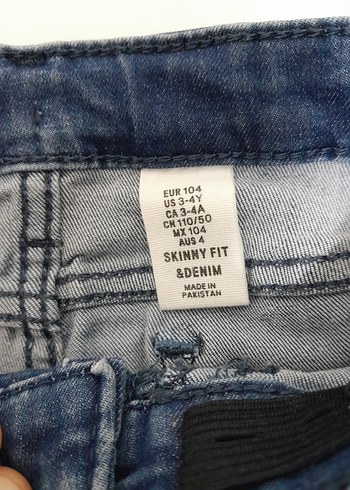 EUR 104
US 3-4Y
CA 3-4A
CN 110/50
MX 104
AUS 4
SKINNY FIT
&DENIM
MADE IN
PAKISTAN